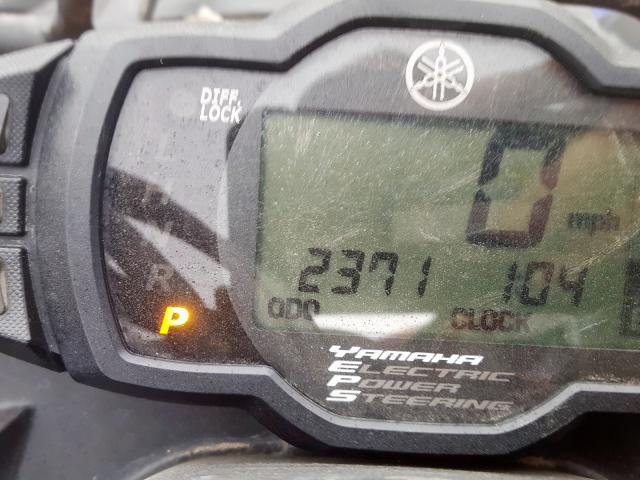 DIFF.
LOCK
0 mph
L
H
N
R
P
2371 104
ODO CLOCK
YAMAHA
ELECTRIC
POWER
STEERING